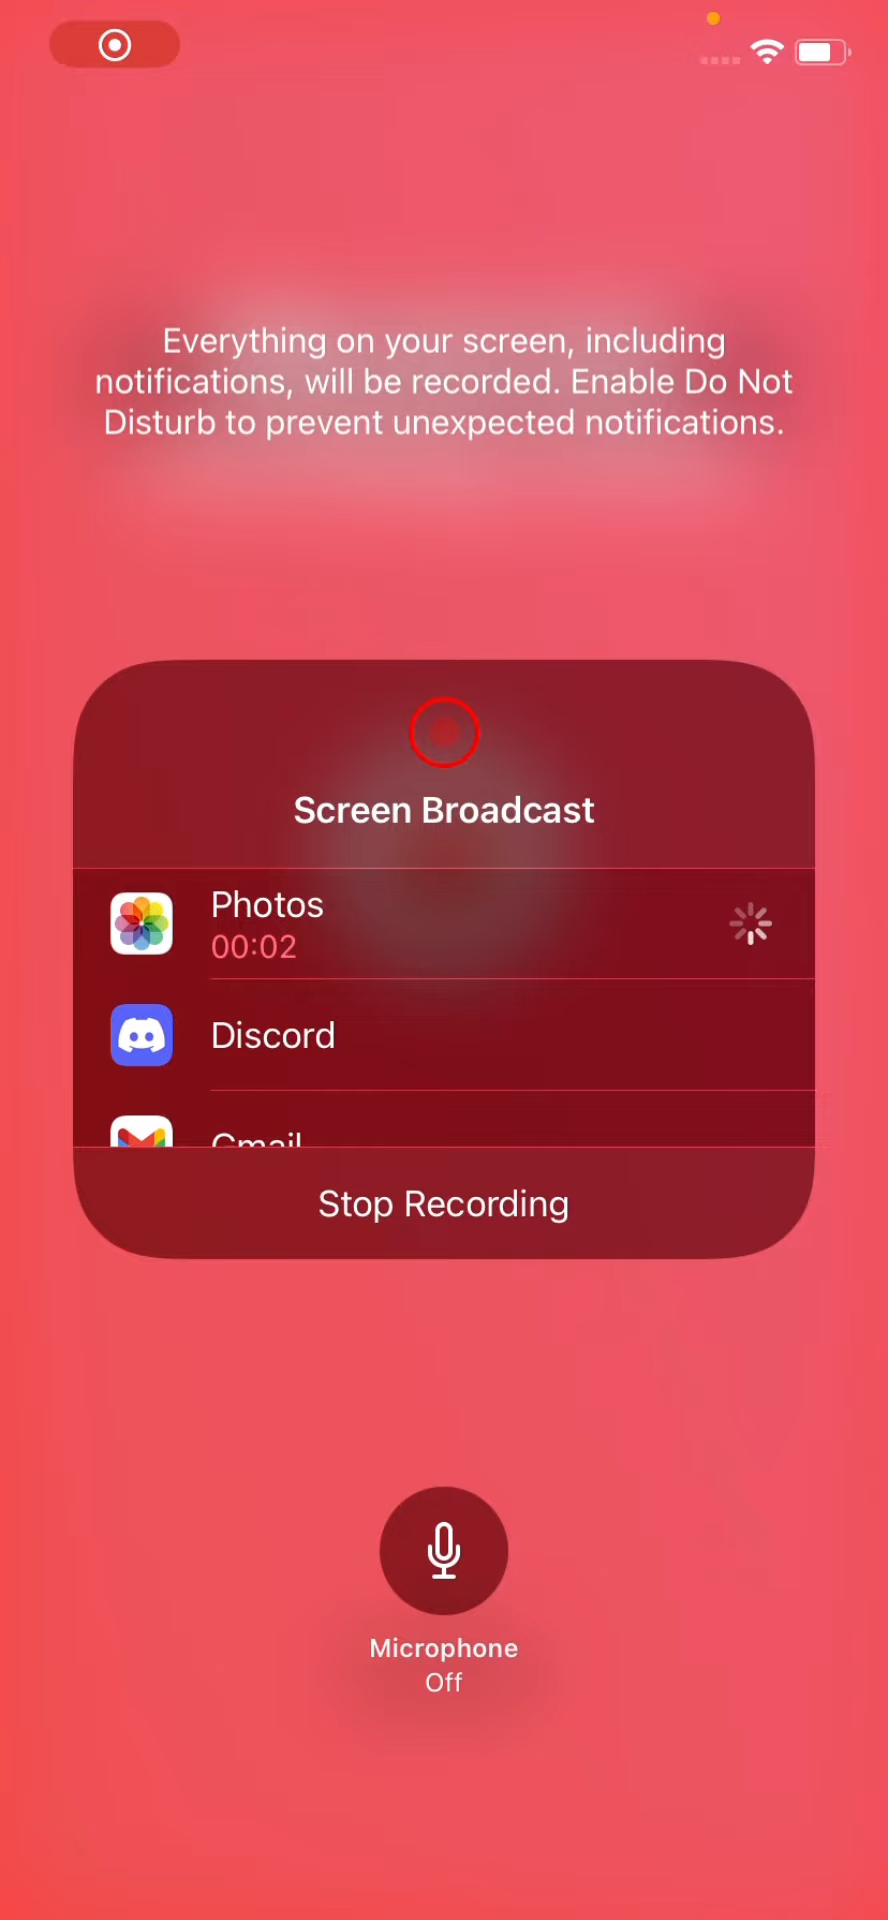 Everything on your screen, including
notifications, will be recorded. Enable Do Not
Disturb to prevent unexpected notifications.
Screen Broadcast
Photos
00:02
Discord
Gmail
Stop Recording
Microphone
Off